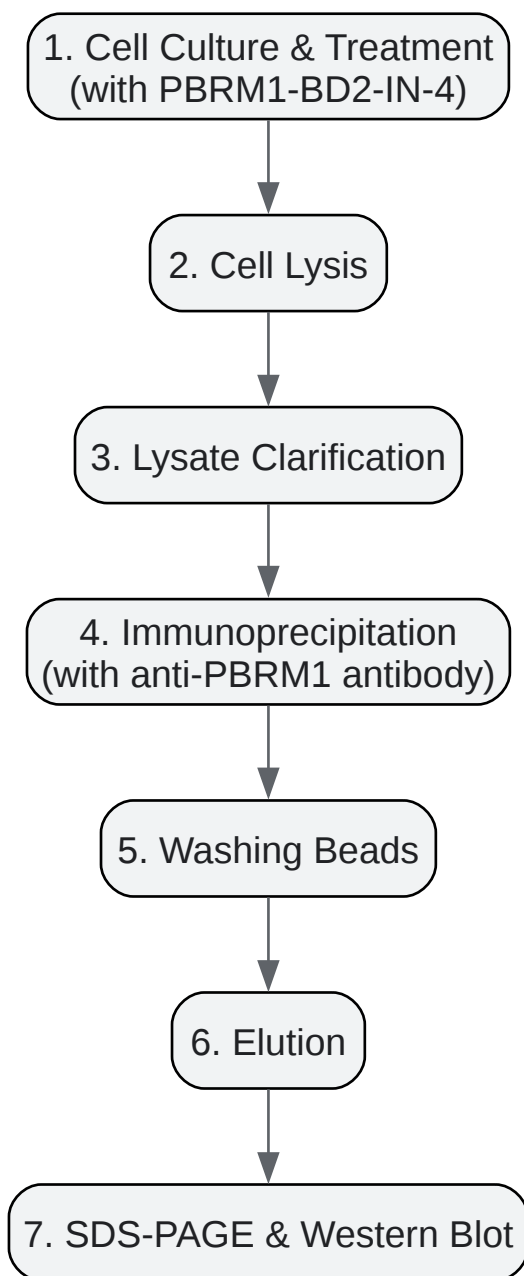 1. Cell Culture & Treatment
(with PBRM1-BD2-IN-4)
2. Cell Lysis
3. Lysate Clarification
4. Immunoprecipitation
(with anti-PBRM1 antibody)
5. Washing Beads
6. Elution
7. SDS-PAGE & Western Blot